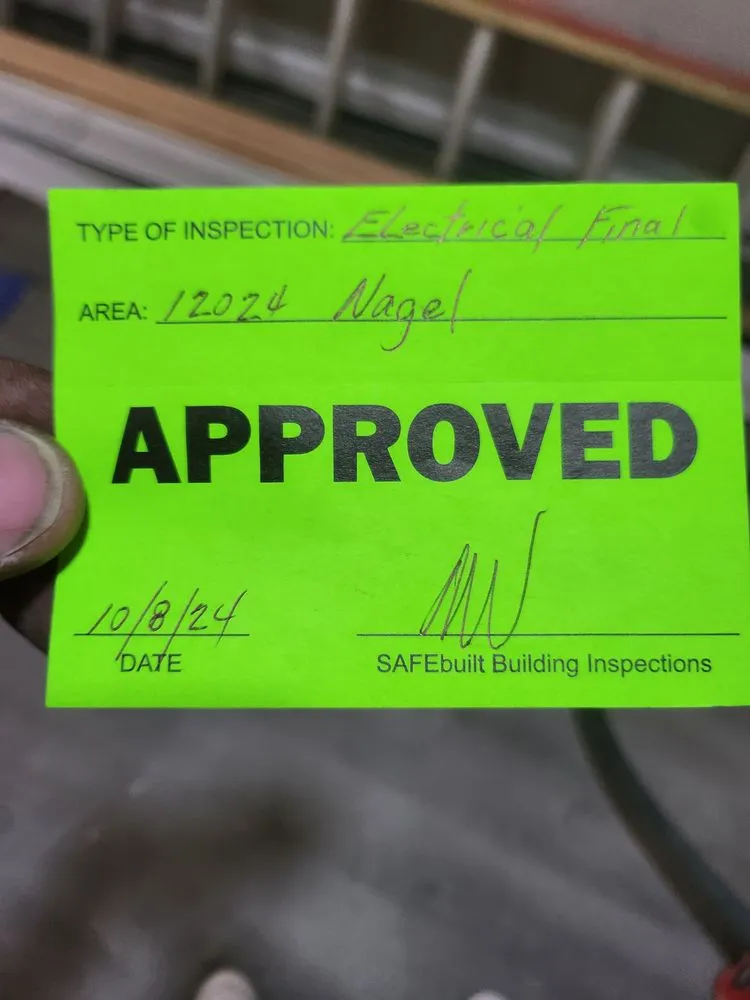 TYPE OF INSPECTION: Electrical Final
AREA: 12024 Nagel
APPROVED
10/8/24
DATE SAFEbuilt Building Inspections